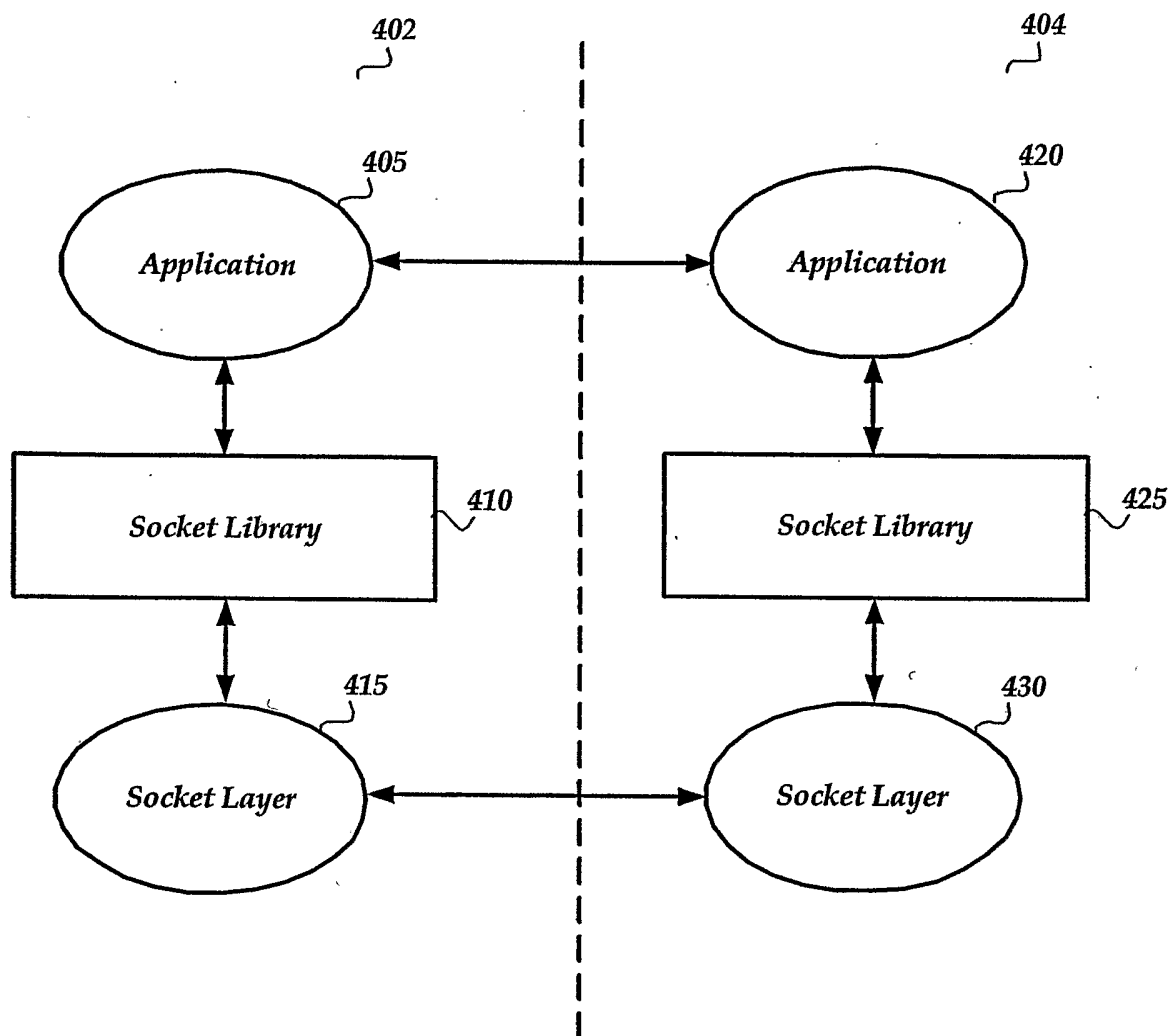 402
404
405
420
Application
Application
Socket Library
410
Socket Library
425
415
430
Socket Layer
Socket Layer